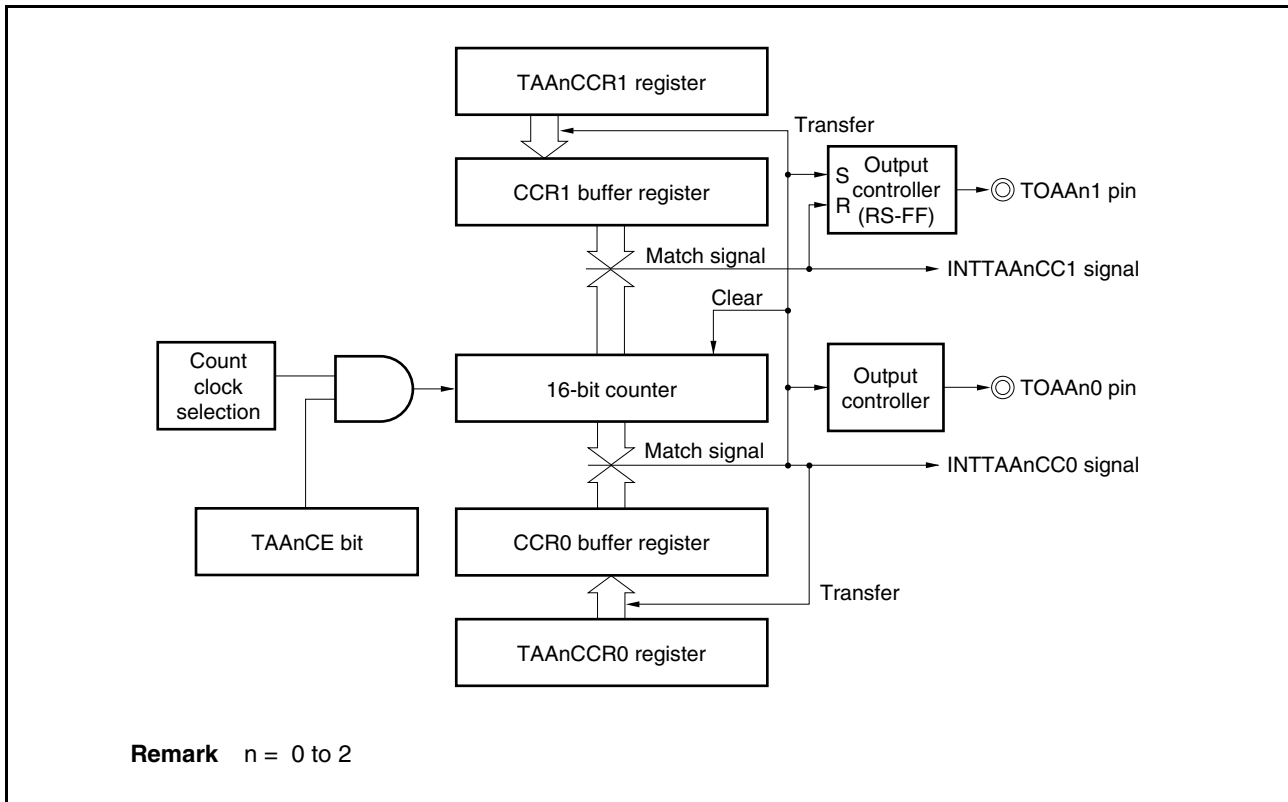 TAAnCCR1 register
Transfer
CCR1 buffer register
S
R
Output
controller
(RS-FF)
TOAAn1 pin
Match signal
INTTAAnCC1 signal
Clear
Count
clock
selection
16-bit counter
Output
controller
TOAAn0 pin
Match signal
INTTAAnCC0 signal
TAAnCE bit
CCR0 buffer register
Transfer
TAAnCCR0 register
Remark n = 0 to 2